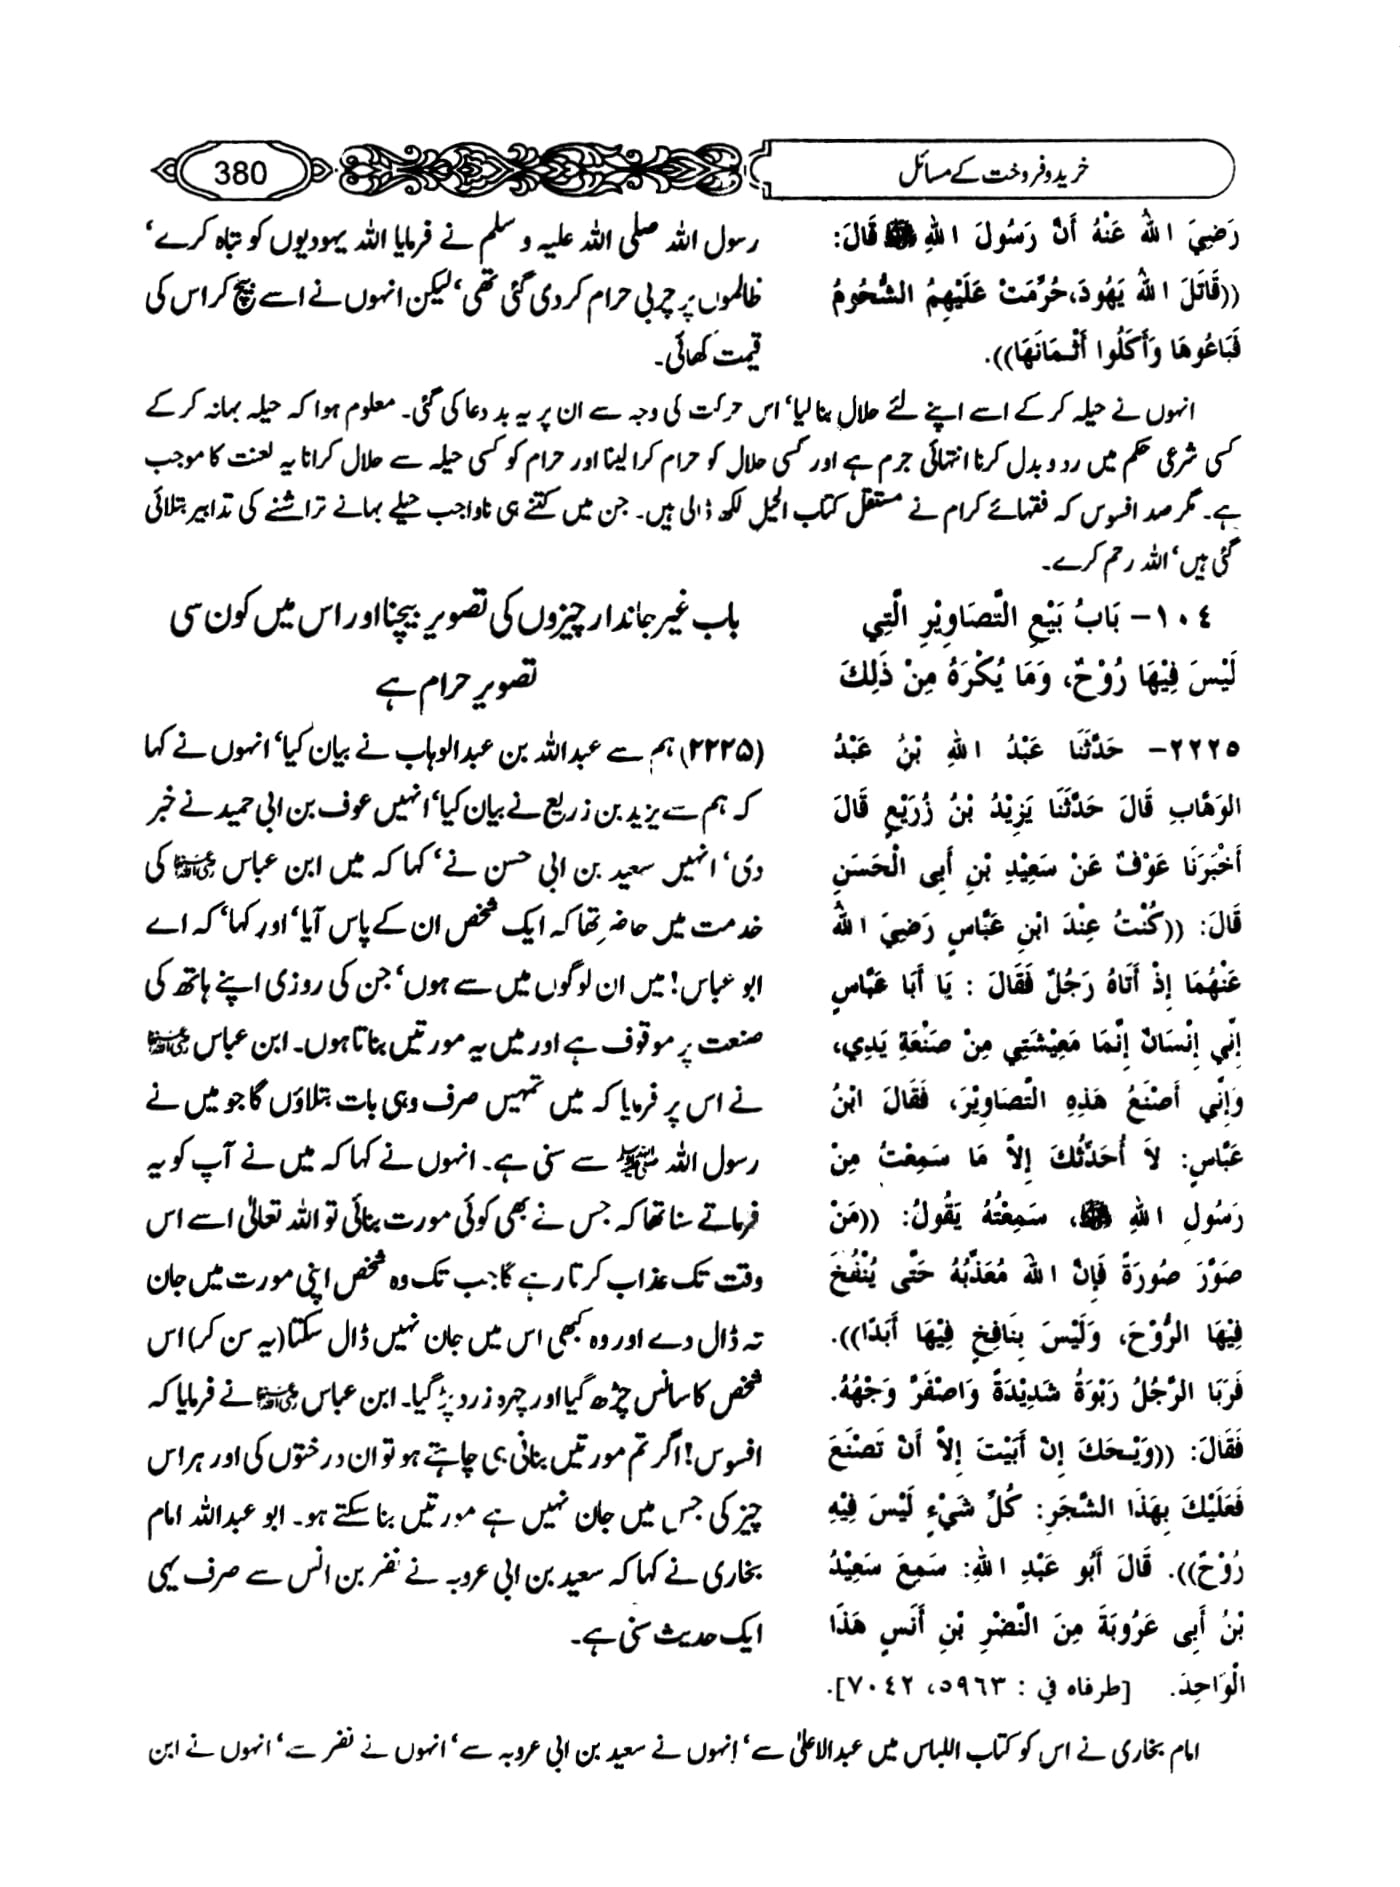 خرید و فروخت کے مسائل
380
رَضِيَ اللهُ عَنْهُ أَنَّ رَسُولَ اللهِ ﷺ قَالَ:
((قَاتَلَ اللهُ يَهُودَ، حُرِّمَتْ عَلَيْهِمُ الشُّحُومُ
فَبَاعُوهَا وَأَكَلُوا أَثْمَانَهَا)).
رسول اللہ صلی اللہ علیہ و سلم نے فرمایا اللہ یہودیوں کو تباہ کرے‘
ظالموں پر چربی حرام کر دی گئی تھی‘ لیکن انہوں نے اسے بیچ کر اس کی
قیمت کھائی۔
انہوں نے حیلہ کر کے اسے اپنے لئے حلال بنا لیا‘ اس حرکت کی وجہ سے ان پر یہ بد دعا کی گئی۔ معلوم ہوا کہ حیلہ بہانہ کر کے
کسی شرعی حکم میں رد و بدل کرنا انتہائی جرم ہے اور کسی حلال کو حرام کرا لینا اور حرام کو کسی حیلہ سے حلال کرانا یہ لعنت کا موجب
ہے۔ مگر صد افسوس کہ فقہائے کرام نے مستقل کتاب الحیل لکھ ڈالی ہیں۔ جن میں کتنے ہی ناواجب حیلے بہانے تراشنے کی تدابیر بتلائی
گئی ہیں‘ اللہ رحم کرے۔
١٠٤- بَابُ بَيْعِ التَّصَاوِيْرِ الَّتِي
لَيْسَ فِيْهَا رُوْحٌ، وَمَا يُكْرَهُ مِنْ ذَلِكَ
باب غیر جاندار چیزوں کی تصویر بیچنا اور اس میں کون سی
تصویر حرام ہے
٢٢٢٥- حَدَّثَنَا عَبْدُ اللهِ بْنُ عَبْدُ
الوَهَّابِ قَالَ حَدَّثَنَا يَزِيْدُ بْنُ زُرَيْعٍ قَالَ
أَخْبَرَنَا عَوْفٌ عَنْ سَعِيْدِ بْنِ أَبِى الْحَسَنِ
قَالَ: ((كُنْتُ عِنْدَ ابْنِ عَبَّاسٍ رَضِيَ اللهُ
عَنْهُمَا إِذْ أَتَاهُ رَجُلٌ فَقَالَ : يَا أَبَا عَبَّاسٍ
إِنِّي إِنْسَانٌ إِنَّمَا مَعِيْشَتِي مِنْ صَنْعَةِ يَدِي،
وَإِنِّي أَصْنَعُ هَذِهِ التَّصَاوِيْرَ، فَقَالَ ابْنُ
عَبَّاسٍ: لاَ أُحَدِّثُكَ إِلاَّ مَا سَمِعْتُ مِنْ
رَسُولِ اللهِ ﷺ، سَمِعْتُهُ يَقُولُ: ((مَنْ
صَوَّرَ صُورَةً فَإِنَّ اللهَ مُعَذِّبُهُ حَتَّى يُنْفُخَ
فِيْهَا الرُّوْحَ، وَلَيْسَ بِنَافِخٍ فِيْهَا أَبَدًا)).
فَرَبَا الرَّجُلُ رَبْوَةً شَدِيْدَةً وَاصْفَرَّ وَجْهُهُ.
فَقَالَ: ((وَيْحَكَ إِنْ أَبَيْتَ إِلاَّ أَنْ تَصْنَعَ
فَعَلَيْكَ بِهَذَا الشَّجَرِ: كُلِّ شَيْءٍ لَيْسَ فِيْهِ
رُوْحٌ)). قَالَ أَبُو عَبْدِ اللهِ: سَمِعَ سَعِيْدُ
بْنُ أَبِى عَرُوبَةَ مِنَ النَّضْرِ بْنِ أَنَسٍ هَذَا
الْوَاحِدَ. [طرفاه في : ٥٩٦٣، ٧٠٤٢].
(۲۲۲۵) ہم سے عبداللہ بن عبدالوہاب نے بیان کیا‘ انہوں نے کہا
کہ ہم سے یزید بن زریع نے بیان کیا‘ انہیں عوف بن ابی حمید نے خبر
دی‘ انہیں سعید بن ابی حسن نے‘ کہا کہ میں ابن عباس رضی اللہ عنہما کی
خدمت میں حاضر تھا کہ ایک شخص ان کے پاس آیا‘ اور کہا‘ کہ اے
ابو عباس! میں ان لوگوں میں سے ہوں‘ جن کی روزی اپنے ہاتھ کی
صنعت پر موقوف ہے اور میں یہ مورتیں بناتا ہوں۔ ابن عباس رضی اللہ عنہما
نے اس پر فرمایا کہ میں تمہیں صرف وہی بات بتلاؤں گا جو میں نے
رسول اللہ ﷺ سے سنی ہے۔ انہوں نے کہا کہ میں نے آپ کو یہ
فرماتے سنا تھا کہ جس نے بھی کوئی مورت بنائی تو اللہ تعالیٰ اسے اس
وقت تک عذاب کرتا رہے گا جب تک وہ شخص اپنی مورت میں جان
نہ ڈال دے اور وہ کبھی اس میں جان نہیں ڈال سکتا (یہ سن کر) اس
شخص کا سانس چڑھ گیا اور چہرہ زرد پڑ گیا۔ ابن عباس رضی اللہ عنہما نے فرمایا کہ
افسوس! اگر تم مورتیں بنانی ہی چاہتے ہو تو ان درختوں کی اور ہر اس
چیز کی جس میں جان نہیں ہے مورتیں بنا سکتے ہو۔ ابو عبداللہ امام
بخاری نے کہا کہ سعید بن ابی عروبہ نے نضر بن انس سے صرف یہی
ایک حدیث سنی ہے۔
امام بخاری نے اس کو کتاب اللباس میں عبدالاعلیٰ سے‘ انہوں نے سعید بن ابی عروبہ سے‘ انہوں نے نضر سے‘ انہوں نے ابن